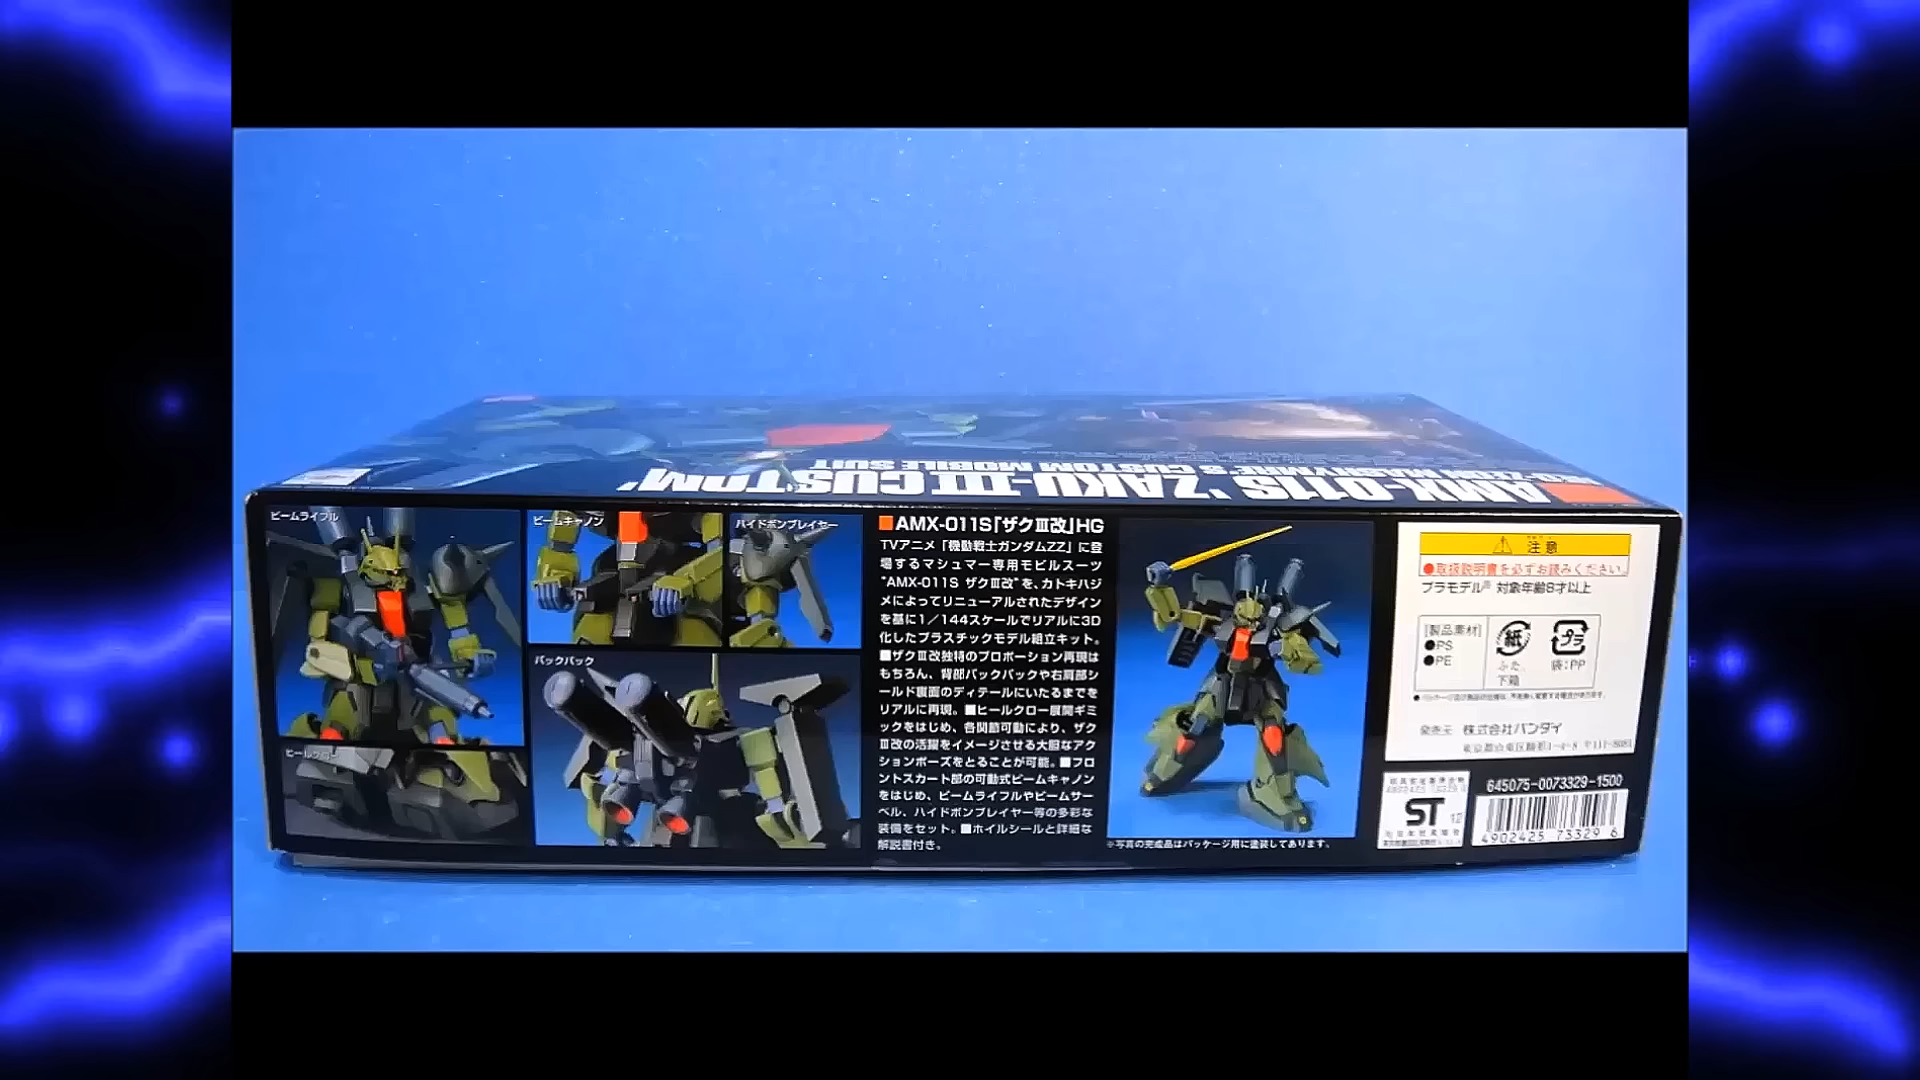 AMX-011S 'ZAKU-III CUSTOM'
ビームライフル
ビームキャノン
ハイドポンプレイヤー
バックパック
■AMX-011S「ザクⅢ改」HG
TVアニメ「機動戦士ガンダムZZ」に登
場するマシュマー専用モビルスーツ
"AMX-011S ザクⅢ改"を、カトキハジ
メによってリニューアルされたデザイン
を基に1／144スケールでリアルに3D
化したプラスチックモデル組立キット。
■ザクⅢ改独特のプロポーション再現は
もちろん、背部バックパックや右肩部シ
ールド裏面のディテールにいたるまでを
リアルに再現。■ヒールクロー展開ギミ
ックをはじめ、各関節可動により、ザク
Ⅲ改の活躍をイメージさせる大胆なアク
ションポーズをとることが可能。■フロ
ントスカート部の可動式ビームキャノン
をはじめ、ビームライフルやビームサー
ベル、ハイドポンプレイヤー等の多彩な
装備をセット。■ホイルシールと詳細な
解説書付き。
※写真の完成品はパッケージ用に塗装してあります。
注意
●取扱説明書を必ずお読みください。
プラモデル® 対象年齢8才以上
[製品素材]
●PS
●PE
紙
ふた、
下箱
プラ
袋:PP
発売元 株式会社バンダイ
ST
12
645075-0073329-1500
4902425 73329 6